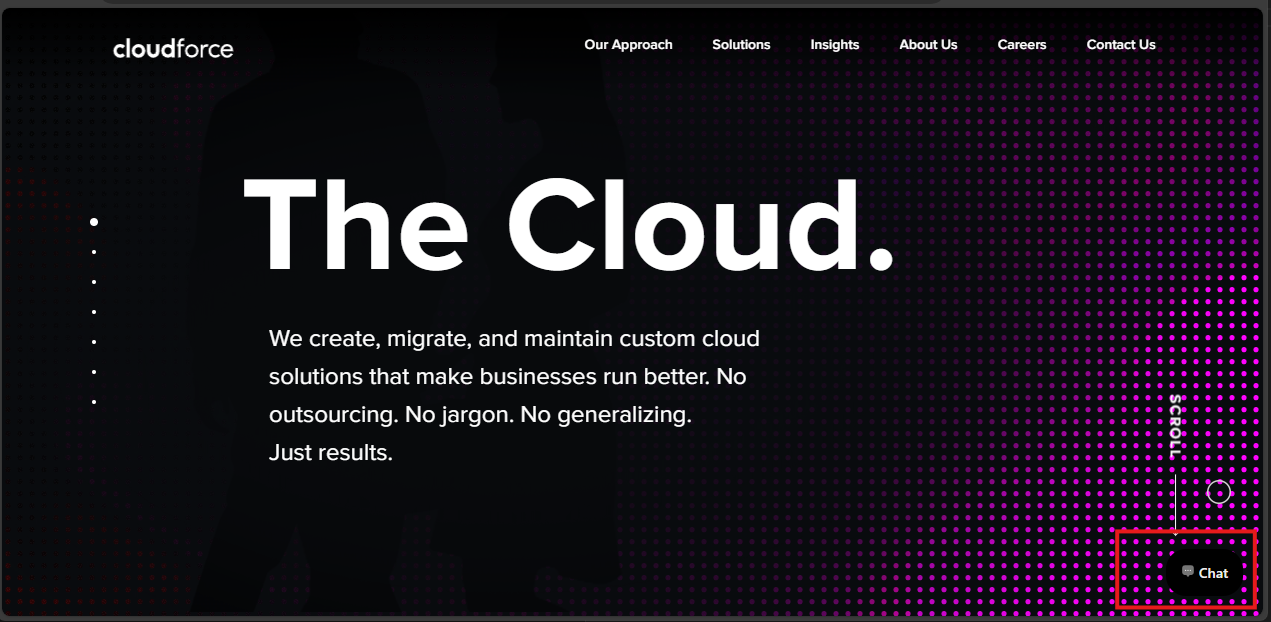 cloudforce
Our Approach Solutions Insights About Us Careers Contact Us
The Cloud.
We create, migrate, and maintain custom cloud
solutions that make businesses run better. No
outsourcing. No jargon. No generalizing.
Just results.
SCROLL
Chat